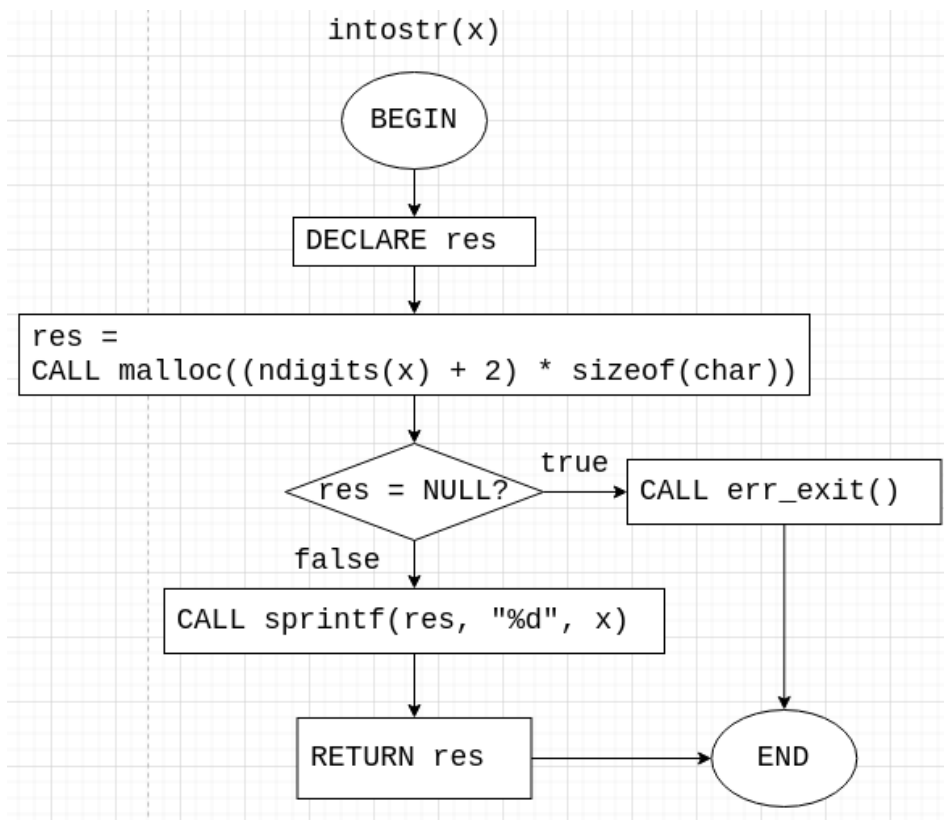 intostr(x)
BEGIN
DECLARE res
res =
CALL malloc((ndigits(x) + 2) * sizeof(char))
res = NULL?
true
CALL err_exit()
false
CALL sprintf(res, "%d", x)
RETURN res
END